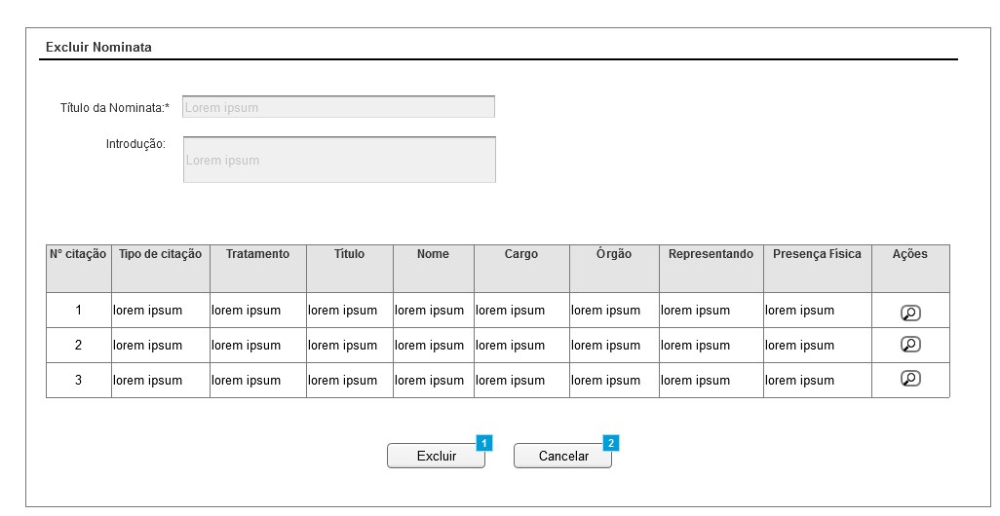 Excluir Nominata
Título da Nominata:* Lorem ipsum
Introdução: Lorem ipsum
N° citação Tipo de citação Tratamento Título Nome Cargo Órgão Representando Presença Física Ações
1 lorem ipsum lorem ipsum lorem ipsum lorem ipsum lorem ipsum lorem ipsum lorem ipsum lorem ipsum
2 lorem ipsum lorem ipsum lorem ipsum lorem ipsum lorem ipsum lorem ipsum lorem ipsum lorem ipsum
3 lorem ipsum lorem ipsum lorem ipsum lorem ipsum lorem ipsum lorem ipsum lorem ipsum lorem ipsum
Excluir 1 Cancelar 2